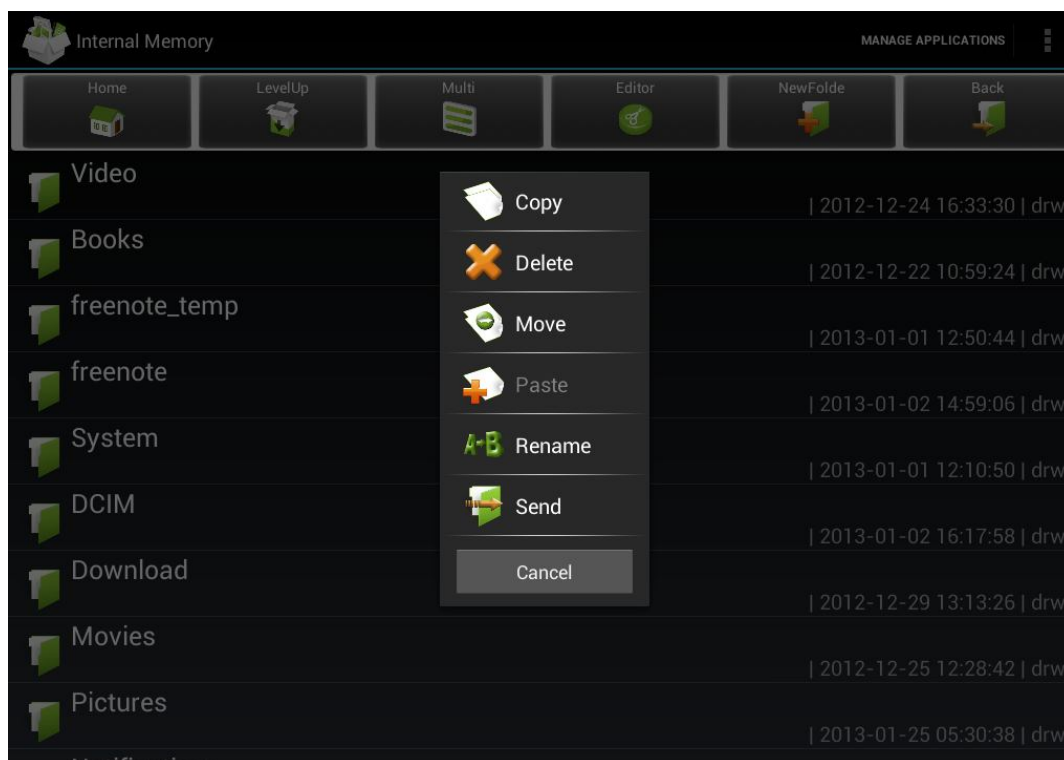 Internal Memory
MANAGE APPLICATIONS
Home
LevelUp
Multi
Editor
NewFolde
Back
Video
| 2012-12-24 16:33:30 | drw
Books
| 2012-12-22 10:59:24 | drw
freenote_temp
| 2013-01-01 12:50:44 | drw
freenote
| 2013-01-02 14:59:06 | drw
System
| 2013-01-01 12:10:50 | drw
DCIM
| 2013-01-02 16:17:58 | drw
Download
| 2012-12-29 13:13:26 | drw
Movies
| 2012-12-25 12:28:42 | drw
Pictures
| 2013-01-25 05:30:38 | drw
Copy
Delete
Move
Paste
A-B Rename
Send
Cancel